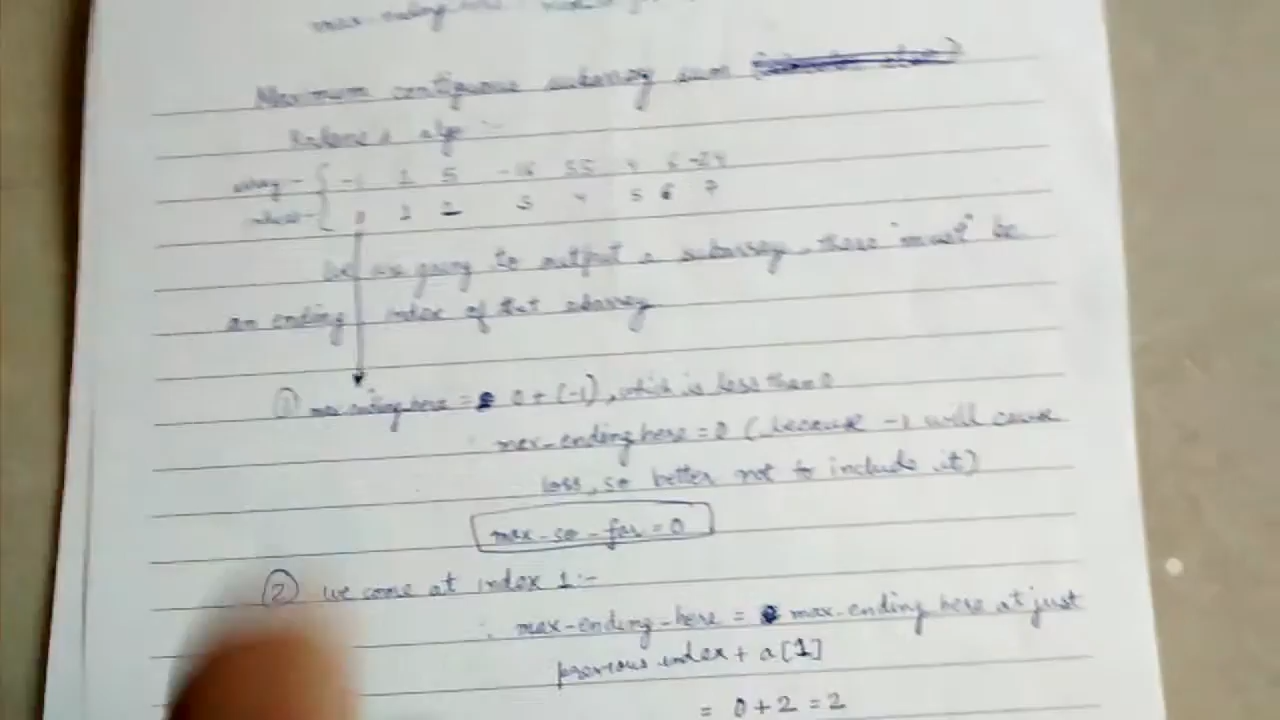 max-ending here
Maximum contiguous subarray sum
Kadane's algo :-
array - { -1 2 5 -16 55 4 6 -24
index - { 0 1 2 3 4 5 6 7
We are going to output a subarray, there "must" be
an ending index of that subarray
① max ending here = 0 + (-1), which is less than 0
∴ max-ending here = 0 (because -1 will cause
loss, so better not to include it)
max-so-far = 0
② we come at index 1 :-
∴ max-ending-here = max-ending here at just
previous index + a[1]
= 0 + 2 = 2